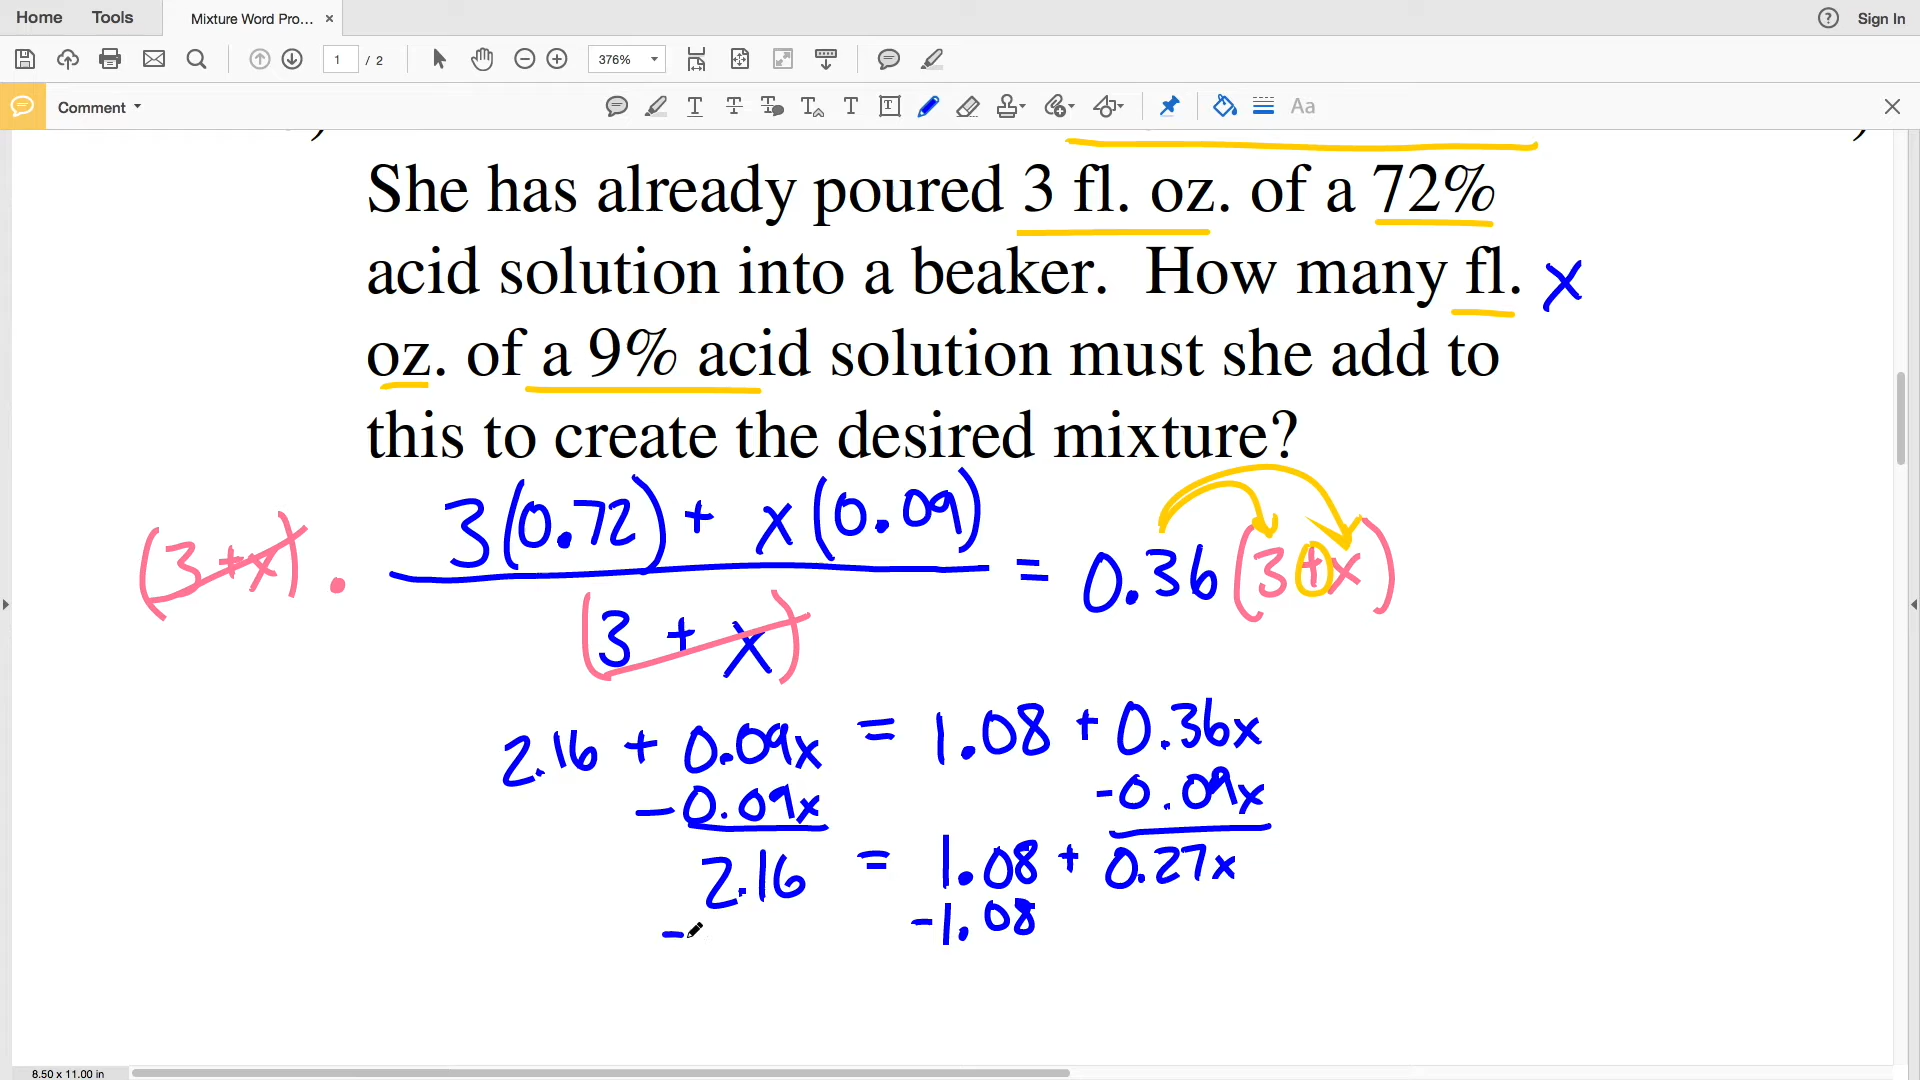 Home Tools Mixture Word Pro... × Sign In
1 / 2 376%
Comment
She has already poured 3 fl. oz. of a 72%
acid solution into a beaker. How many fl. x
oz. of a 9% acid solution must she add to
this to create the desired mixture?
(3+x) · 3(0.72) + x(0.09) = 0.36(3+x)
(3 + x)
2.16 + 0.09x = 1.08 + 0.36x
-0.09x -0.09x
2.16 = 1.08 + 0.27x
- -1.08
8.50 x 11.00 in